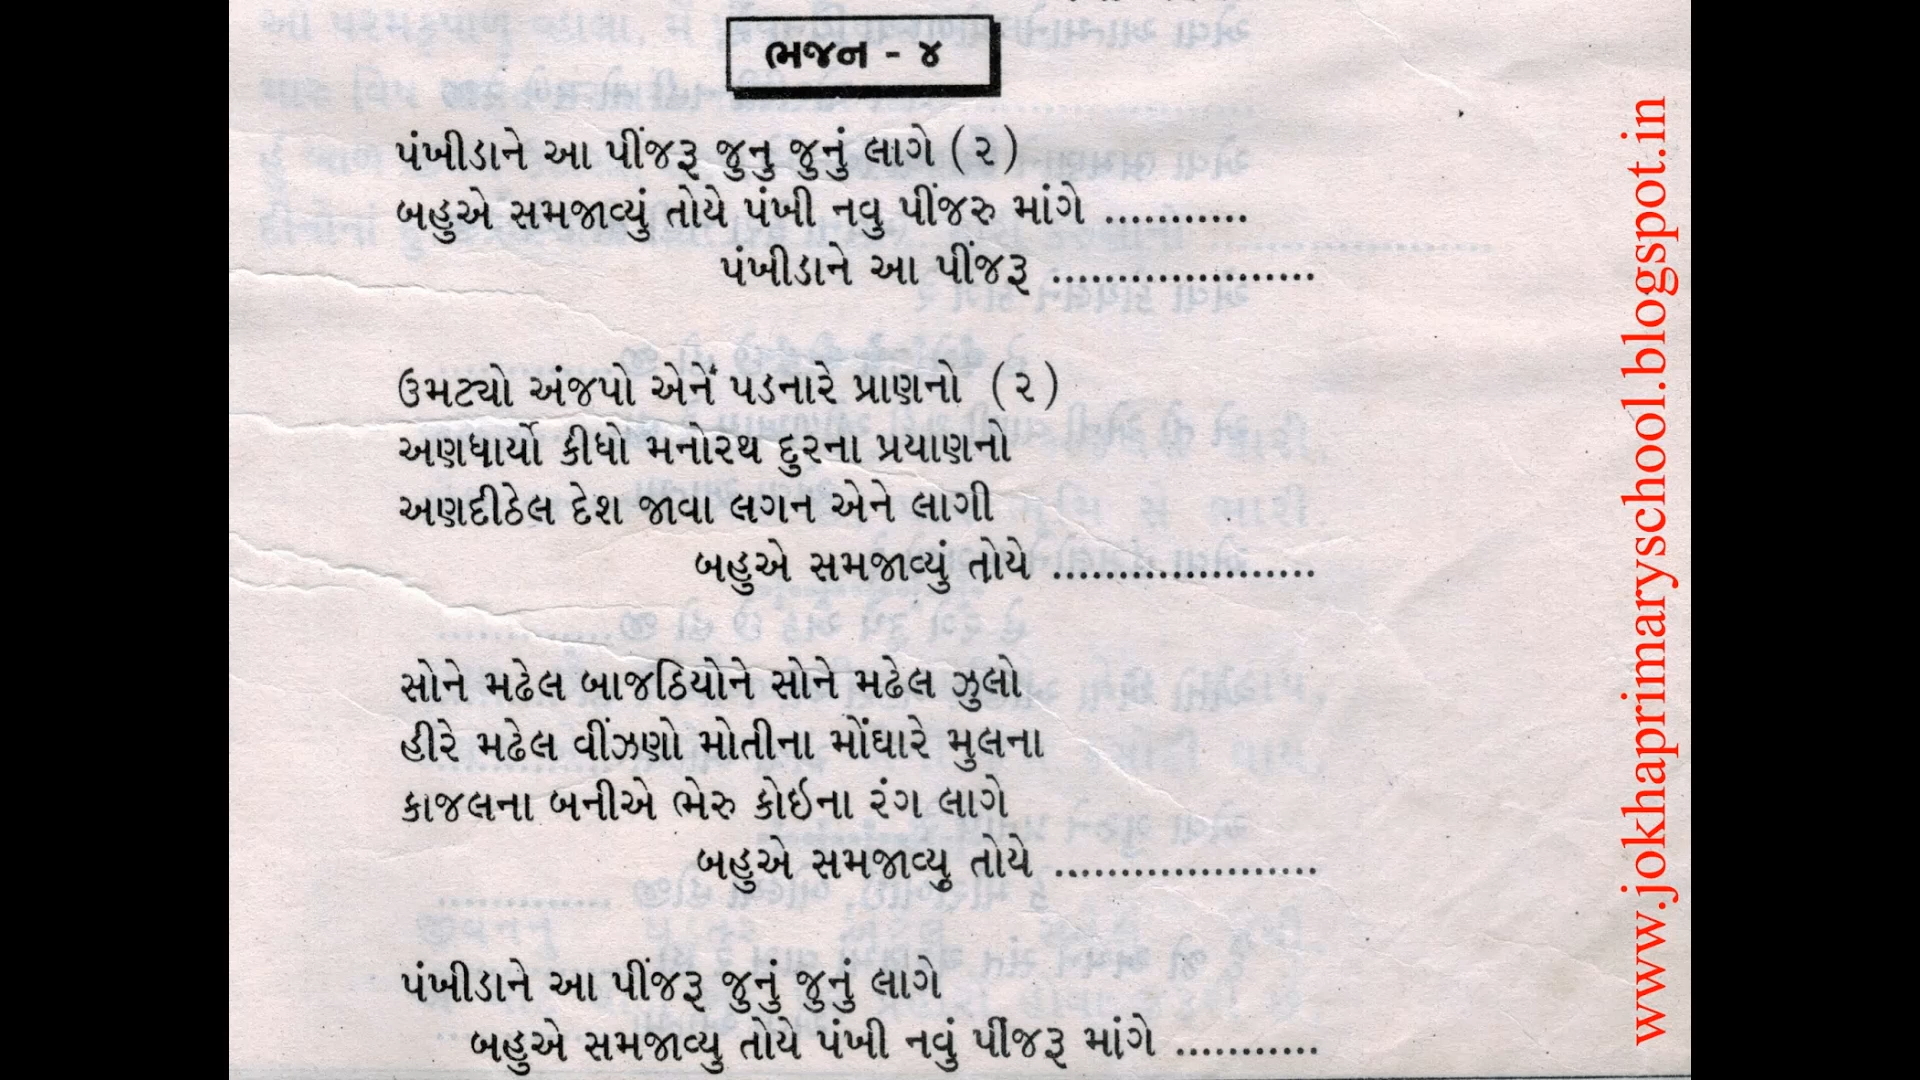 ભજન - ૪
પંખીડાને આ પીંજરૂ જુનુ જુનું લાગે (૨)
બહુએ સમજાવ્યું તોયે પંખી નવુ પીંજરુ માંગે ...........
પંખીડાને આ પીંજરૂ ....................
ઉમટ્યો અંજપો એનેં પડનારે પ્રાણનો (૨)
અણધાર્યો કીધો મનોરથ દુરના પ્રયાણનો
અણદીઠેલ દેશ જાવા લગન એને લાગી
બહુએ સમજાવ્યું તોયે ....................
સોને મઢેલ બાજઠિયોને સોને મઢેલ ઝુલો
હીરે મઢેલ વીંઝણો મોતીના મોંઘારે મુલના
કાજલના બનીએ ભેરુ કોઇના રંગ લાગે
બહુએ સમજાવ્યુ તોયે ....................
પંખીડાને આ પીંજરૂ જુનું જુનું લાગે
બહુએ સમજાવ્યુ તોયે પંખી નવું પીંજરૂ માંગે ...........
www.jokhaprimaryschool.blogspot.in